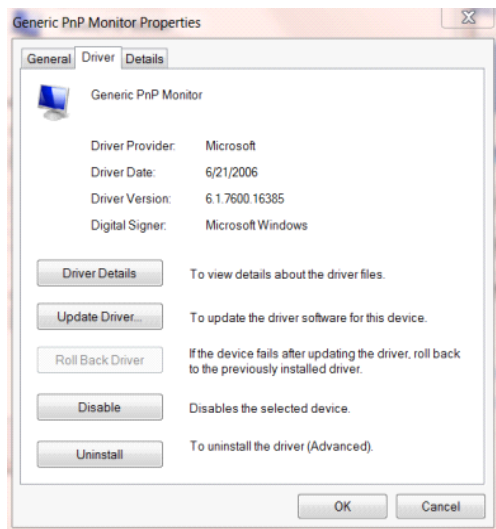 Generic PnP Monitor Properties
General Driver Details
Generic PnP Monitor
Driver Provider: Microsoft
Driver Date: 6/21/2006
Driver Version: 6.1.7600.16385
Digital Signer: Microsoft Windows
Driver Details To view details about the driver files.
Update Driver... To update the driver software for this device.
Roll Back Driver If the device fails after updating the driver, roll back
to the previously installed driver.
Disable Disables the selected device.
Uninstall To uninstall the driver (Advanced).
OK Cancel